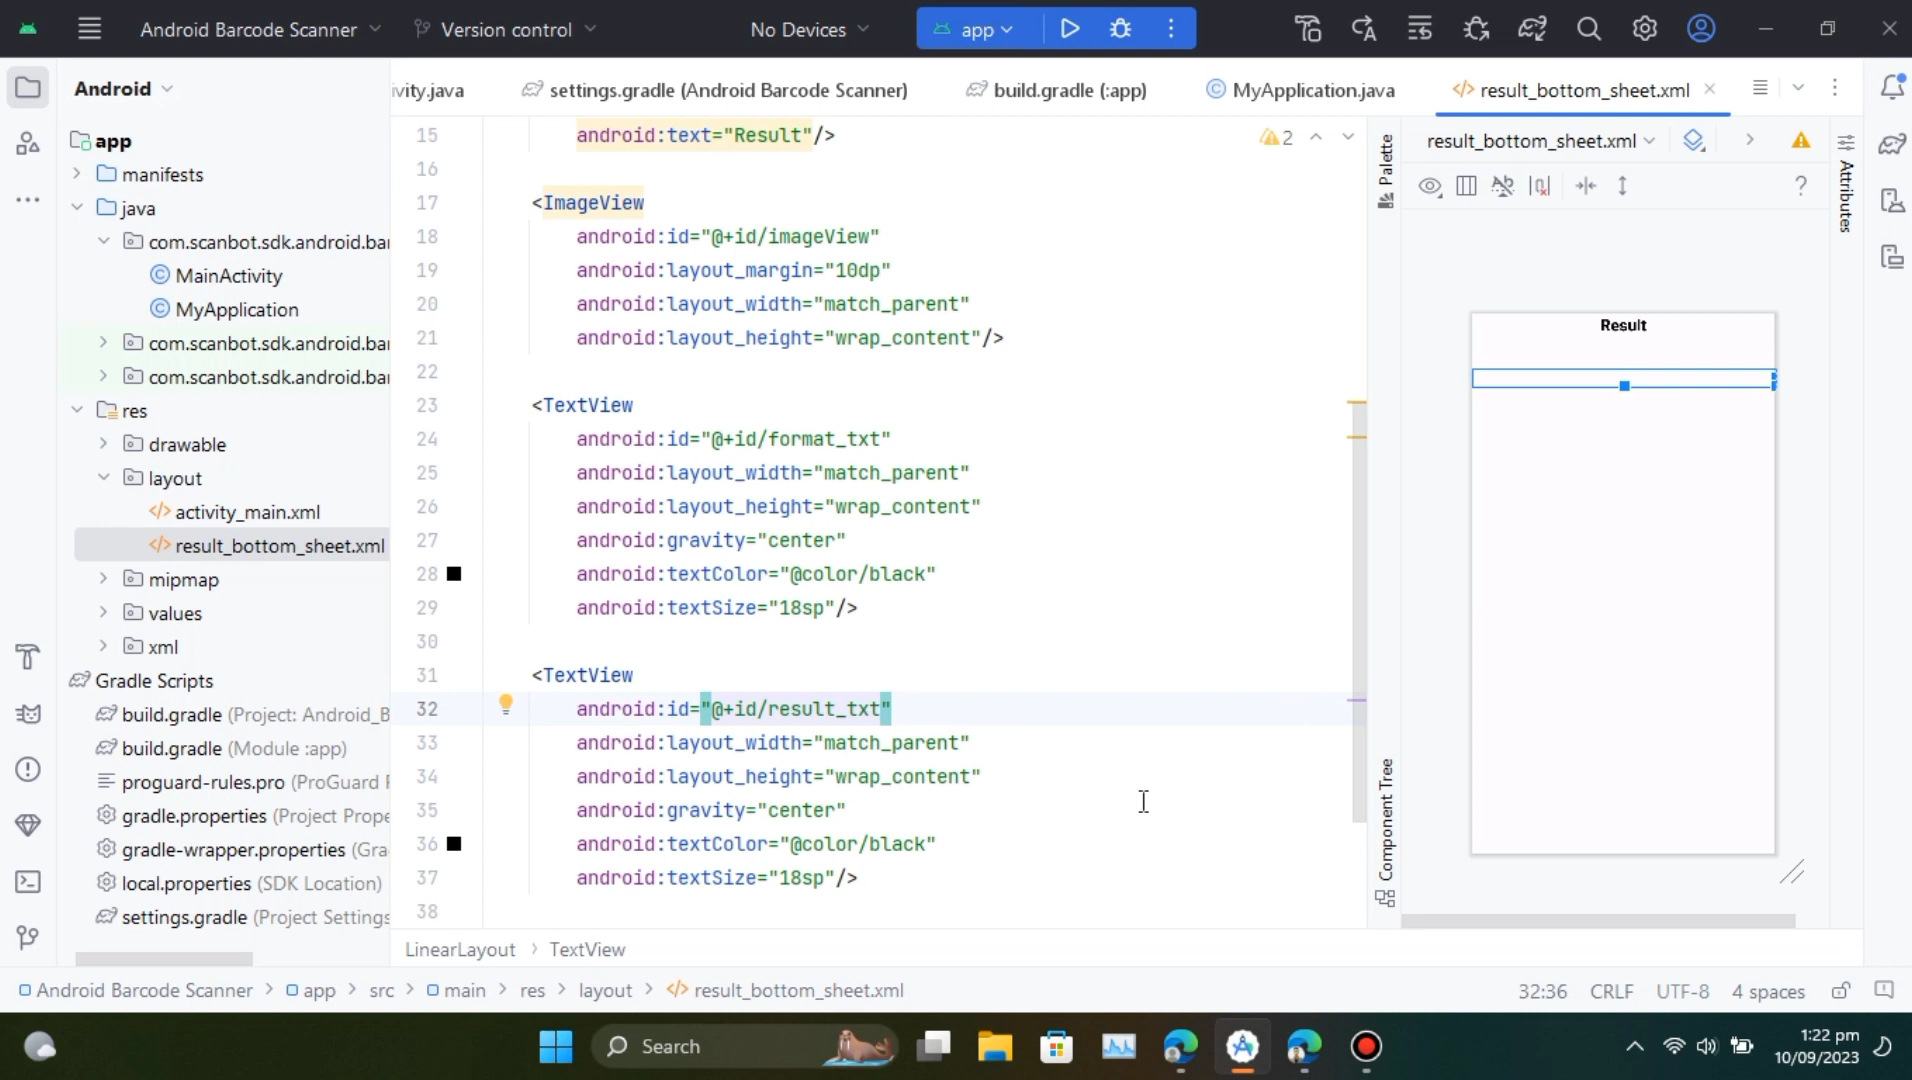 Android Barcode Scanner
Version control
No Devices
app
Android
ivity.java
settings.gradle (Android Barcode Scanner)
build.gradle (:app)
MyApplication.java
result_bottom_sheet.xml
app
manifests
java
com.scanbot.sdk.android.bar
MainActivity
MyApplication
com.scanbot.sdk.android.bar
com.scanbot.sdk.android.bar
res
drawable
layout
activity_main.xml
result_bottom_sheet.xml
mipmap
values
xml
Gradle Scripts
build.gradle (Project: Android_B
build.gradle (Module :app)
proguard-rules.pro (ProGuard
gradle.properties (Project Prope
gradle-wrapper.properties (Gra
local.properties (SDK Location)
settings.gradle (Project Settings
2
15 android:text="Result"/>
16
17 <ImageView
18 android:id="@+id/imageView"
19 android:layout_margin="10dp"
20 android:layout_width="match_parent"
21 android:layout_height="wrap_content"/>
22
23 <TextView
24 android:id="@+id/format_txt"
25 android:layout_width="match_parent"
26 android:layout_height="wrap_content"
27 android:gravity="center"
28 android:textColor="@color/black"
29 android:textSize="18sp"/>
30
31 <TextView
32 android:id="@+id/result_txt"
33 android:layout_width="match_parent"
34 android:layout_height="wrap_content"
35 android:gravity="center"
36 android:textColor="@color/black"
37 android:textSize="18sp"/>
38
LinearLayout > TextView
Palette
Component Tree
result_bottom_sheet.xml
?
Result
Attributes
Android Barcode Scanner > app > src > main > res > layout > result_bottom_sheet.xml
32:36 CRLF UTF-8 4 spaces
Search
1:22 pm
10/09/2023